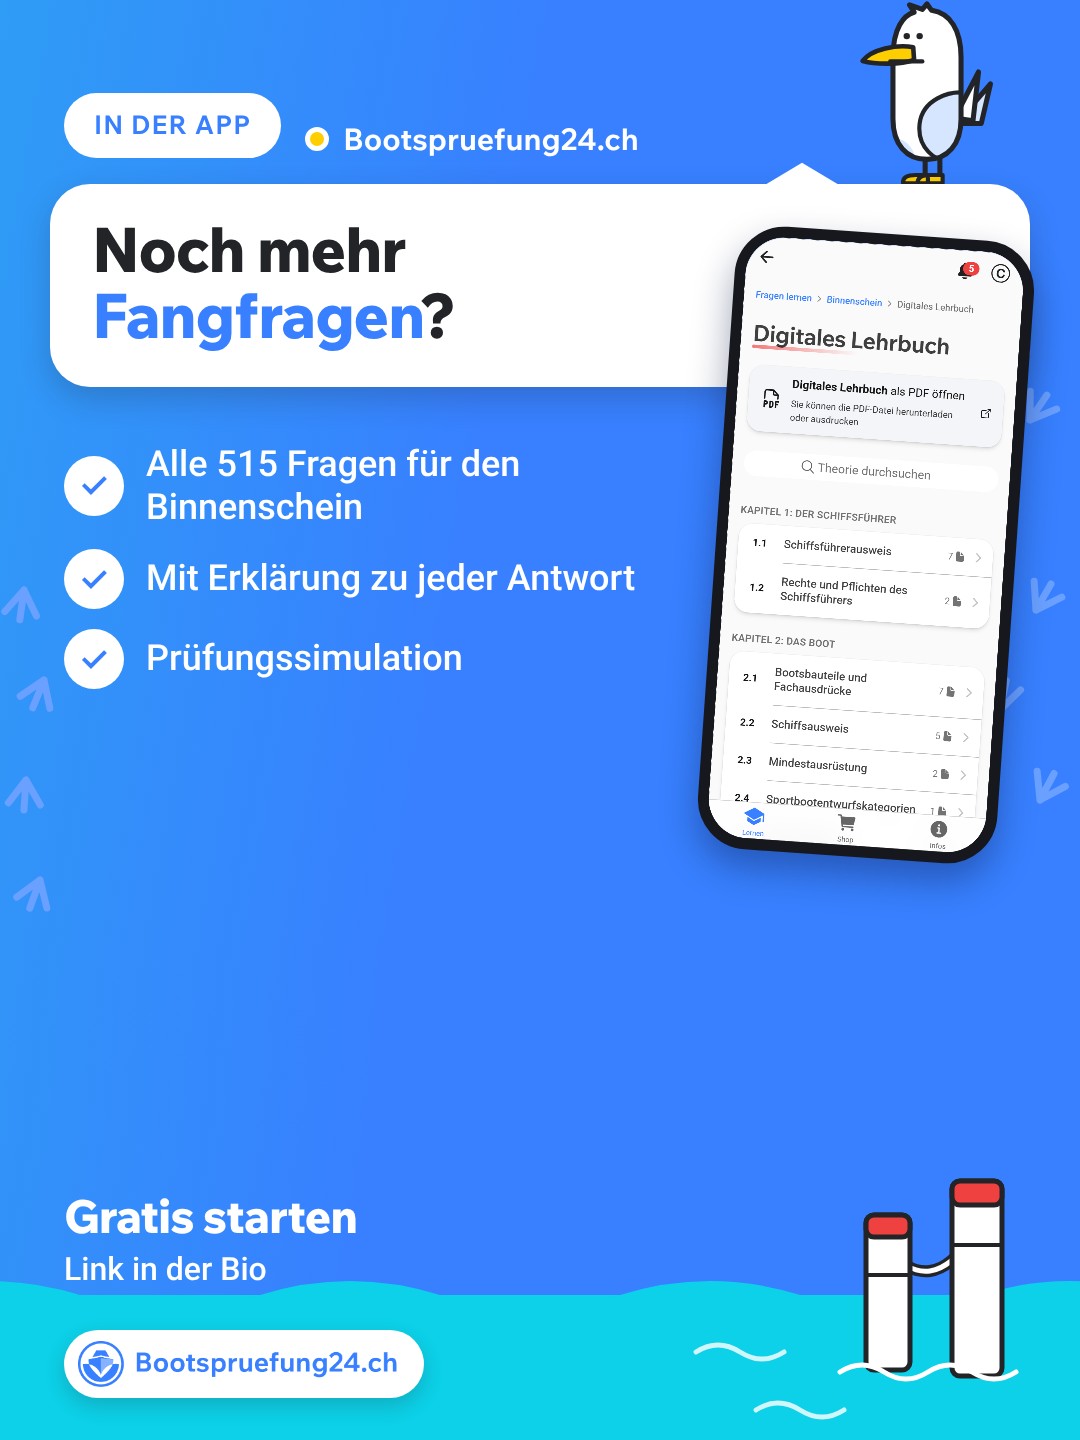 IN DER APP
Bootspruefung24.ch
Noch mehr
Fangfragen?
Alle 515 Fragen für den
Binnenschein
Mit Erklärung zu jeder Antwort
Prüfungssimulation
5
C
Fragen lernen > Binnenschein > Digitales Lehrbuch
Digitales Lehrbuch
PDF
Digitales Lehrbuch als PDF öffnen
Sie können die PDF-Datei herunterladen
oder ausdrucken
Theorie durchsuchen
KAPITEL 1: DER SCHIFFSFÜHRER
1.1 Schiffsführerausweis 7
1.2 Rechte und Pflichten des
Schiffsführers 2
KAPITEL 2: DAS BOOT
2.1 Bootsbauteile und
Fachausdrücke 7
2.2 Schiffsausweis 5
2.3 Mindestausrüstung 2
2.4 Sportbootentwurfskategorien 1
Lernen
Shop
Infos
Gratis starten
Link in der Bio
Bootspruefung24.ch